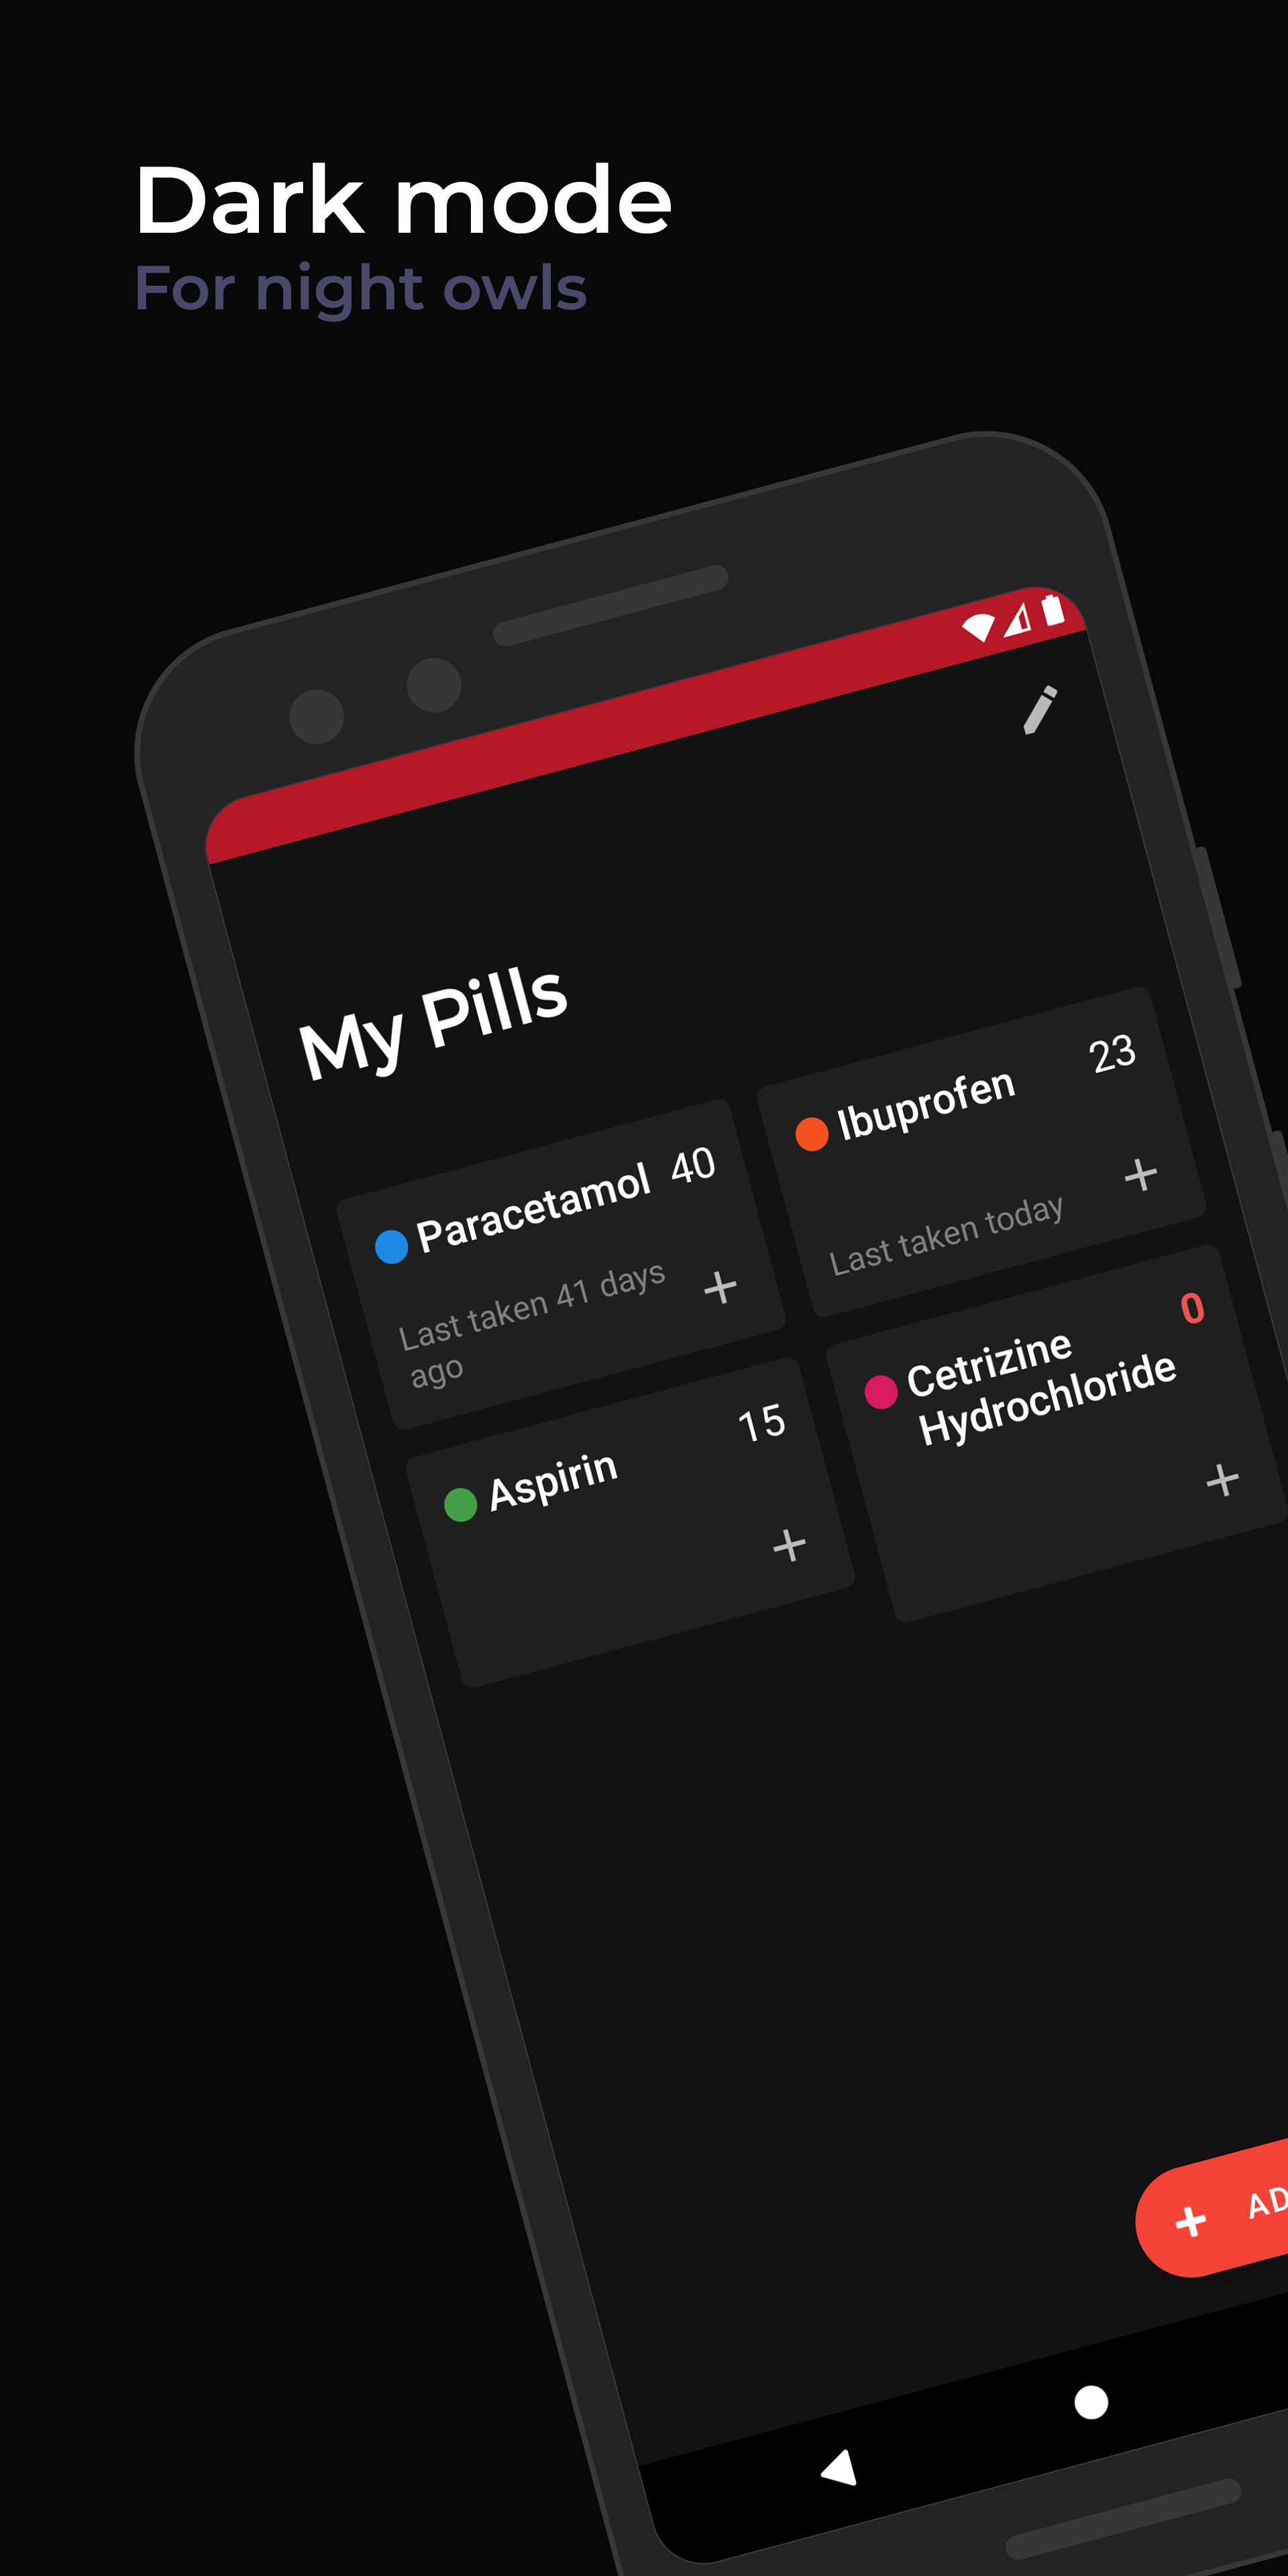 Dark mode
For night owls
My Pills
Paracetamol 40
Last taken 41 days
ago
Ibuprofen 23
Last taken today
Aspirin 15
Cetrizine 0
Hydrochloride